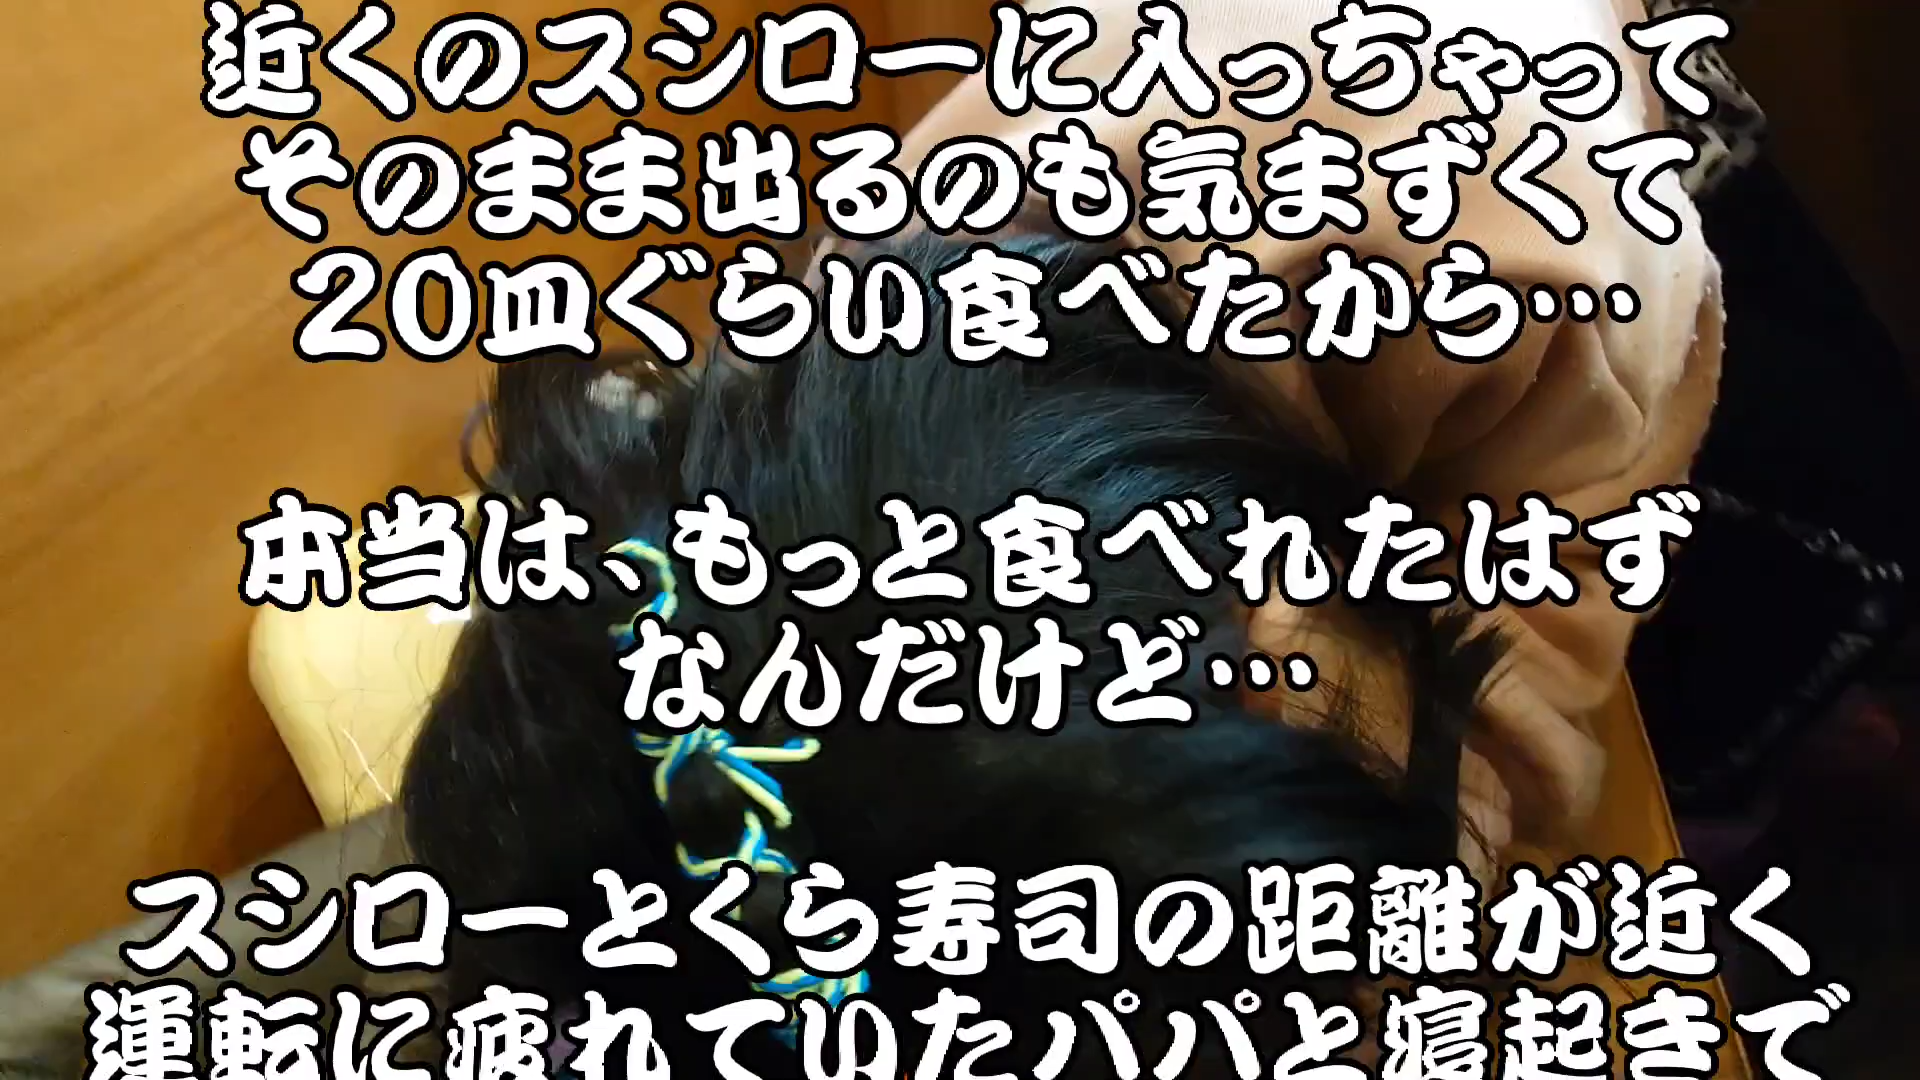 近くのスシローに入っちゃって
そのまま出るのも気まずくて
20皿ぐらい食べたから…
本当は、もっと食べれたはず
なんだけど…
スシローとくら寿司の距離が近く
運転に疲れていたパパと寝起きで